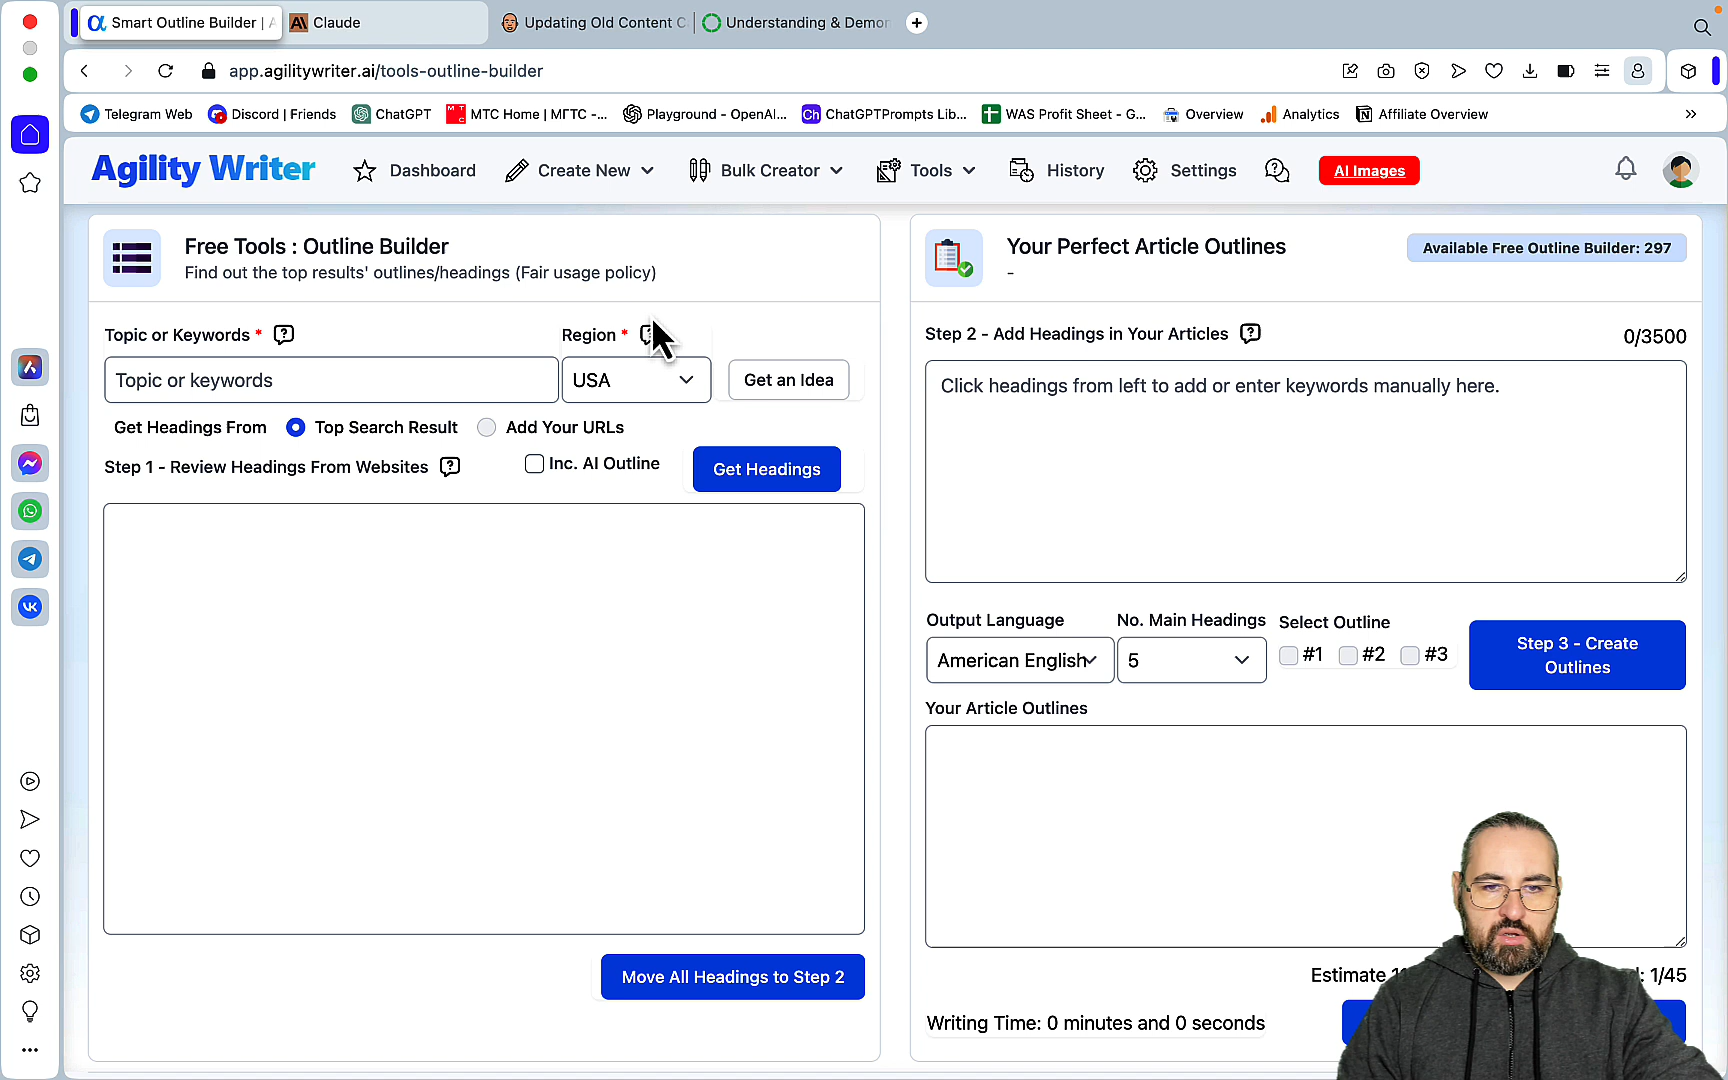 Smart Outline Builder | A
Claude
Updating Old Content C
Understanding & Demon
app.agilitywriter.ai/tools-outline-builder
Telegram Web
Discord | Friends
ChatGPT
MTC Home | МГТС -...
Playground - OpenAI...
Ch
ChatGPTPrompts Lib...
WAS Profit Sheet - G...
Overview
Analytics
Affiliate Overview
Agility Writer
Dashboard
Create New
Bulk Creator
Tools
History
Settings
AI Images
Free Tools : Outline Builder
Find out the top results' outlines/headings (Fair usage policy)
Topic or Keywords *
Region *
Topic or keywords
USA
Get an Idea
Get Headings From
Top Search Result
Add Your URLs
Step 1 - Review Headings From Websites
Inc. AI Outline
Get Headings
Move All Headings to Step 2
Your Perfect Article Outlines
-
Available Free Outline Builder: 297
Step 2 - Add Headings in Your Articles
0/3500
Click headings from left to add or enter keywords manually here.
Output Language
No. Main Headings
Select Outline
American English
5
#1
#2
#3
Step 3 - Create
Outlines
Your Article Outlines
Estimate
: 1/45
Writing Time: 0 minutes and 0 seconds